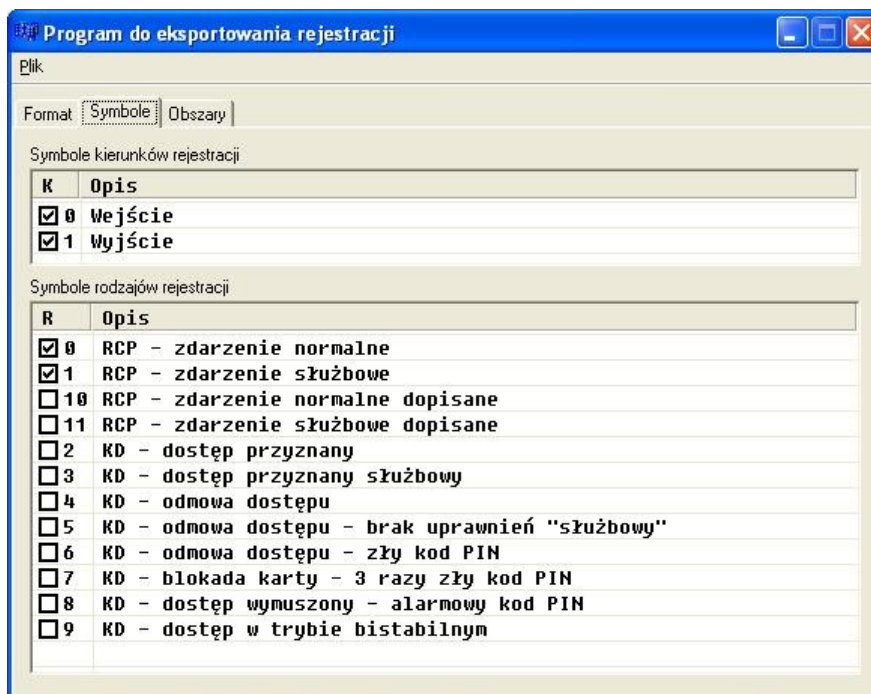 Program do eksportowania rejestracji
Plik
Format Symbole Obszary
Symbole kierunków rejestracji
K Opis
0 Wejście
1 Wyjście
Symbole rodzajów rejestracji
R Opis
0 RCP - zdarzenie normalne
1 RCP - zdarzenie służbowe
10 RCP - zdarzenie normalne dopisane
11 RCP - zdarzenie służbowe dopisane
2 KD - dostęp przyznany
3 KD - dostęp przyznany służbowy
4 KD - odmowa dostępu
5 KD - odmowa dostępu - brak uprawnień "służbowy"
6 KD - odmowa dostępu - zły kod PIN
7 KD - blokada karty - 3 razy zły kod PIN
8 KD - dostęp wymuszony - alarmowy kod PIN
9 KD - dostęp w trybie bistabilnym